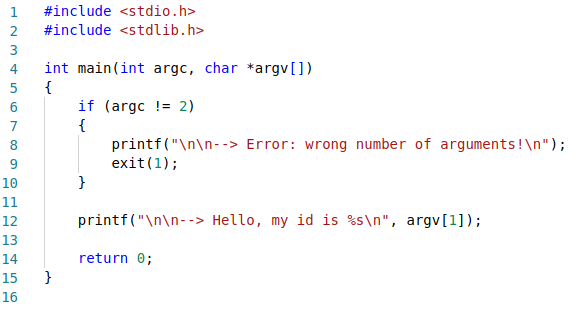 1 #include <stdio.h>
2 #include <stdlib.h>
3
4 int main(int argc, char *argv[])
5 {
6     if (argc != 2)
7     {
8         printf("\n\n--> Error: wrong number of arguments!\n");
9         exit(1);
10     }
11
12     printf("\n\n--> Hello, my id is %s\n", argv[1]);
13
14     return 0;
15 }
16